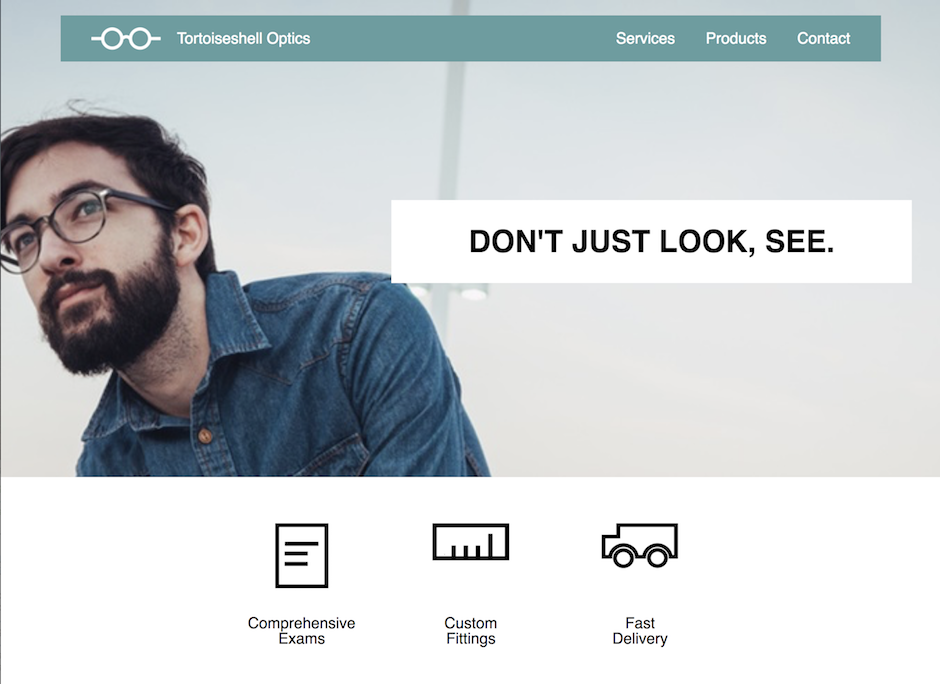 Tortoiseshell Optics
Services
Products
Contact
DON'T JUST LOOK, SEE.
Comprehensive
Exams
Custom
Fittings
Fast
Delivery